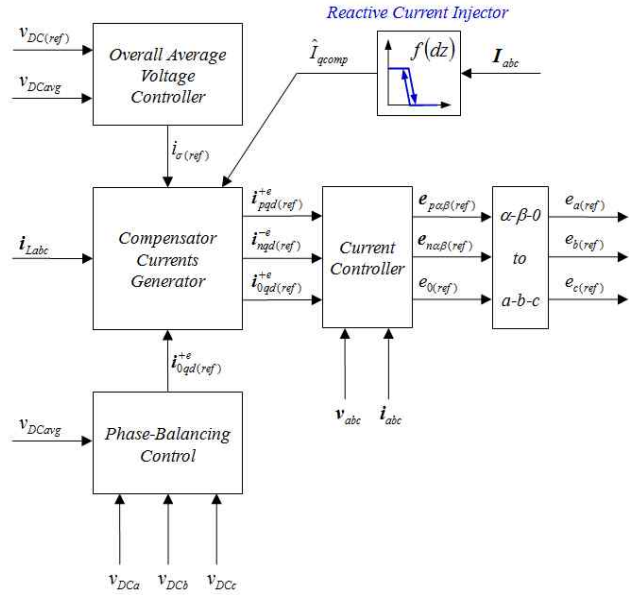 Reactive Current Injector
v_DC(ref)
v_DCavg
Overall Average
Voltage
Controller
Î_qcomp
f(dz)
I_abc
i_σ(ref)
i_Labc
Compensator
Currents
Generator
i^+e_pqd(ref)
i^-e_nqd(ref)
i^+e_0qd(ref)
Current
Controller
e_pαβ(ref)
e_nαβ(ref)
e_0(ref)
α-β-0
to
a-b-c
e_a(ref)
e_b(ref)
e_c(ref)
i^+e_0qd(ref)
v_abc
i_abc
v_DCavg
Phase-Balancing
Control
v_DCa
v_DCb
v_DCc